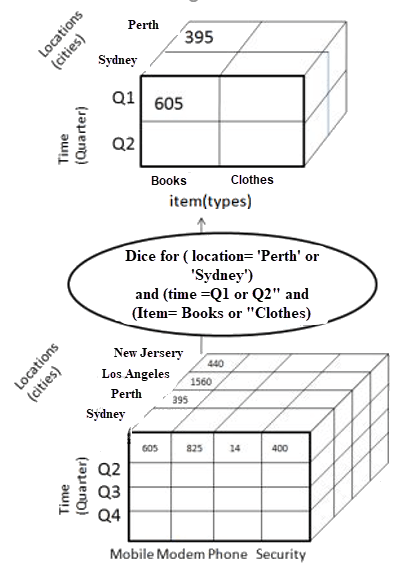 Locations
(cities)
Perth
395
Sydney
Q1
605
Q2
Time
(Quarter)
Books
Clothes
item(types)
Dice for ( location= 'Perth' or
'Sydney')
and (time =Q1 or Q2" and
(Item= Books or "Clothes)
Locations
(cities)
New Jersery
440
Los Angeles
1560
Perth
395
Sydney
605 825 14 400
Q2
Q3
Q4
Time
(Quarter)
Mobile Modem Phone Security